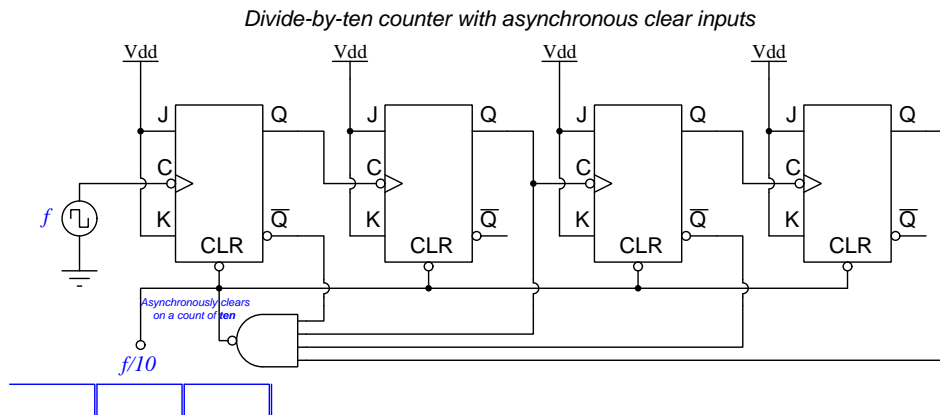 Divide-by-ten counter with asynchronous clear inputs
Vdd Vdd Vdd Vdd
J Q J Q J Q J Q
C C C C
f
K Q K Q K Q K Q
CLR CLR CLR CLR
Asynchronously clears
on a count of ten
f/10